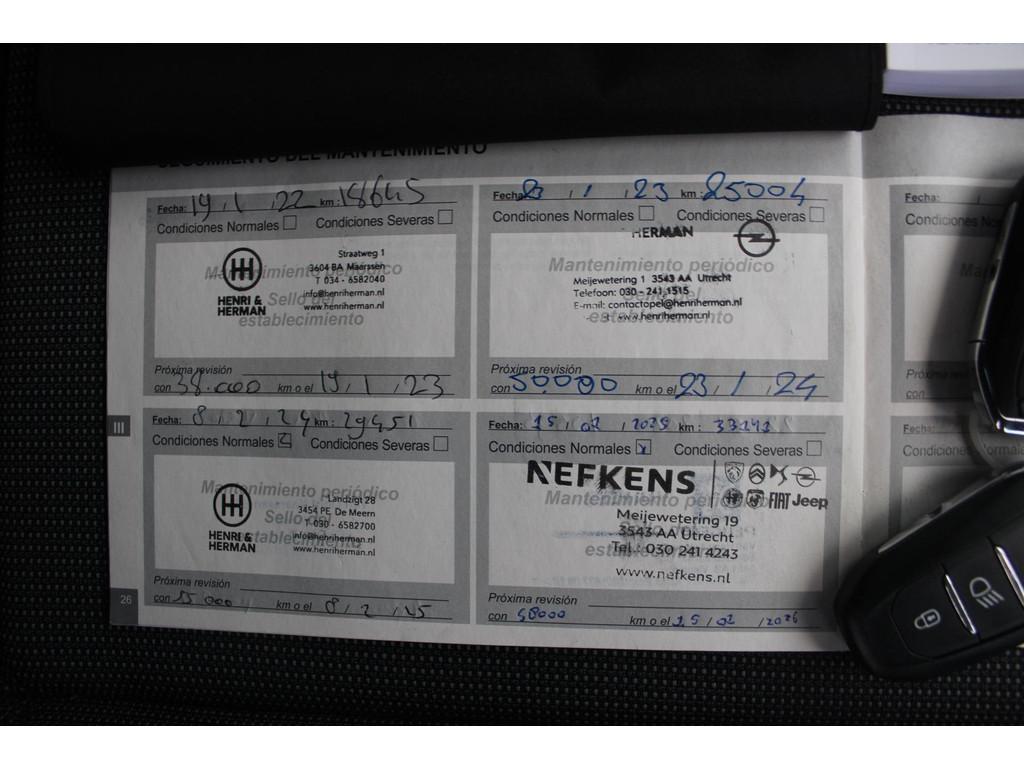 SEGUIMIENTO DEL MANTENIMIENTO
Fecha: 19 / 1 / 22 km: 18645
Condiciones Normales Condiciones Severas
Mantenimiento periódico
Sello del
establecimiento
HENRI &
HERMAN
Straatweg 1
3604 BA Maarssen
T 034 - 6582040
info@henriherman.nl
www.henriherman.nl
Próxima revisión
con 38.000 km o el 19 / 1 / 23
Fecha: 23 / 1 / 23 km: 25004
Condiciones Normales Condiciones Severas
HERMAN
Mantenimiento periódico
Meijewetering 1 3543 AA Utrecht
Telefoon: 030 - 241 1515
E-mail: contactopel@henriherman.nl
www.henriherman.nl
establecimiento
Próxima revisión
con 50000 km o el 23 / 1 / 24
Fecha: 8 / 2 / 24 km: 29451
Condiciones Normales Condiciones Severas
Mantenimiento periódico
Sello del
establecimiento
HENRI &
HERMAN
Landzigt 28
3454 PE De Meern
T 030 - 6582700
info@henriherman.nl
www.henriherman.nl
Próxima revisión
con 55000 km o el 8 / 2 / 25
Fecha: 15 / 02 / 2025 km: 33141
Condiciones Normales Condiciones Severas
NEFKENS
FIAT Jeep
Mantenimiento periódico
Meijewetering 19
3543 AA Utrecht
Tel.: 030 241 4243
establecimiento
www.nefkens.nl
Próxima revisión
con 58000 km o el 15 / 02 / 2026
III
26
Fecha:
Condiciones
Ma
Próxima
Fecha:
Condiciones Normal